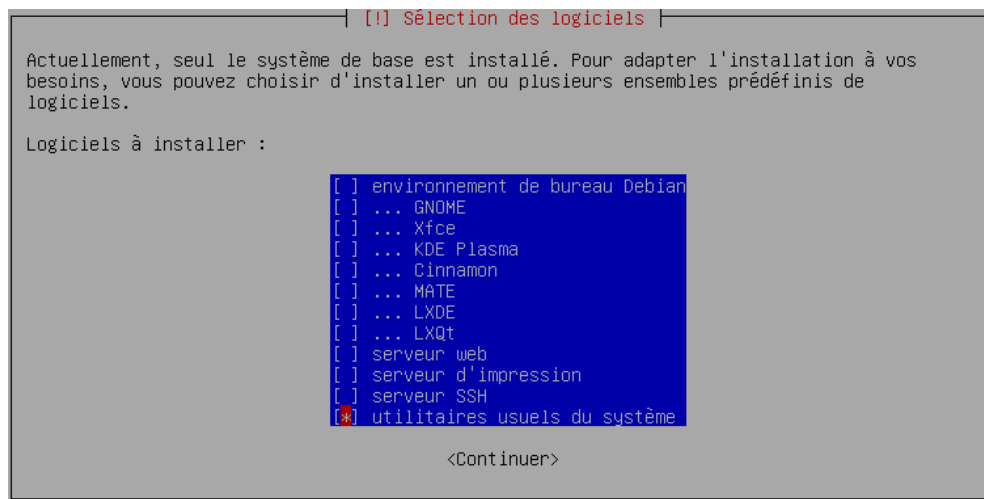 [!] Sélection des logiciels
Actuellement, seul le système de base est installé. Pour adapter l'installation à vos
besoins, vous pouvez choisir d'installer un ou plusieurs ensembles prédéfinis de
logiciels.
Logiciels à installer :
[ ] environnement de bureau Debian
[ ] ... GNOME
[ ] ... Xfce
[ ] ... KDE Plasma
[ ] ... Cinnamon
[ ] ... MATE
[ ] ... LXDE
[ ] ... LXQt
[ ] serveur web
[ ] serveur d'impression
[ ] serveur SSH
[*] utilitaires usuels du système
<Continuer>